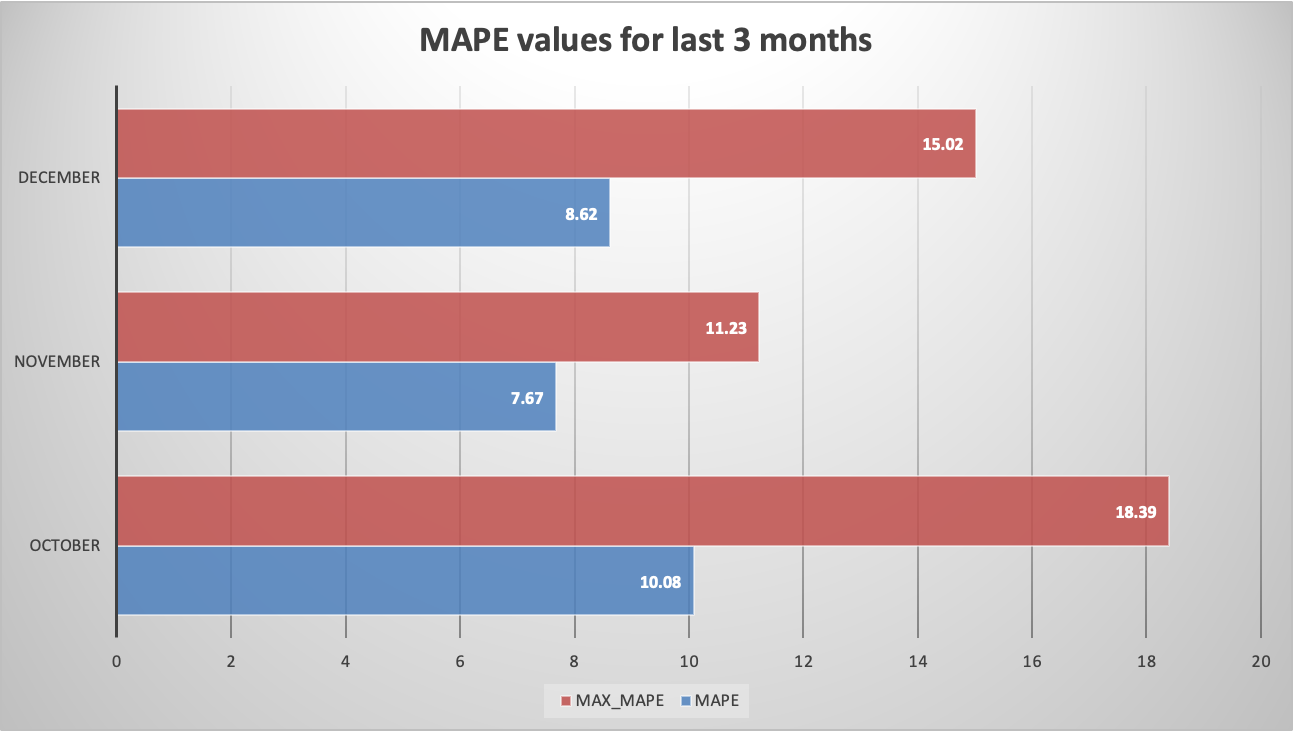 MAPE values for last 3 months
DECEMBER
15.02
8.62
NOVEMBER
11.23
7.67
OCTOBER
18.39
10.08
0 2 4 6 8 10 12 14 16 18 20
MAX_MAPE MAPE